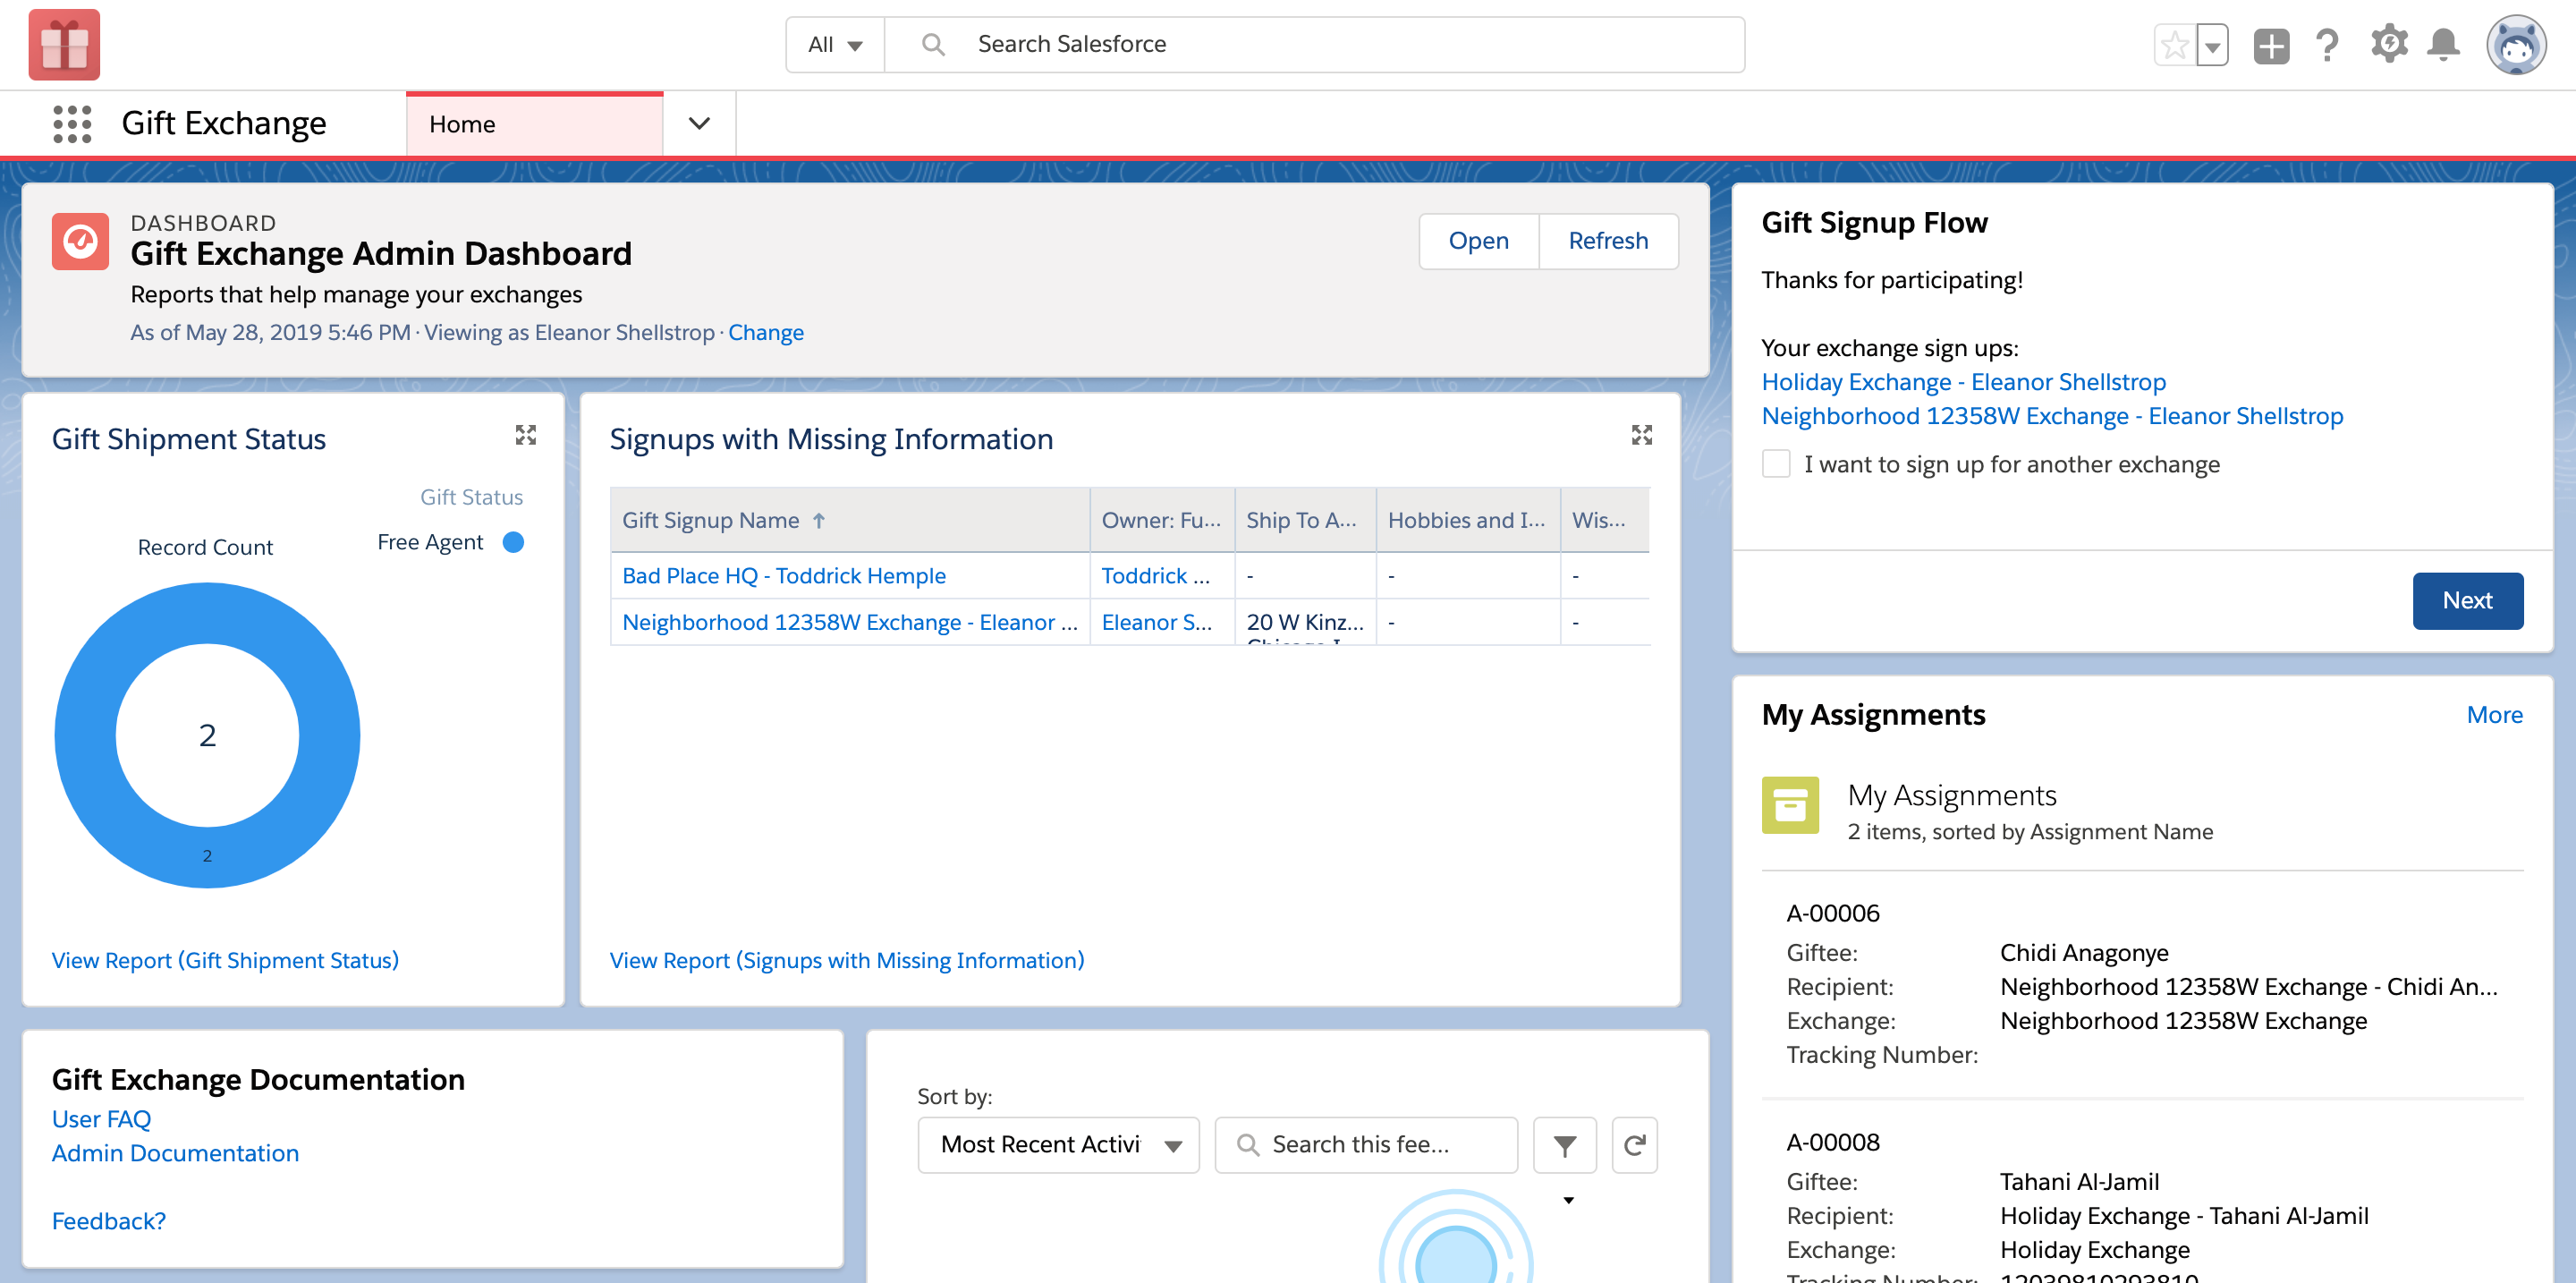 All
Search Salesforce
Gift Exchange
Home
DASHBOARD
Gift Exchange Admin Dashboard
Reports that help manage your exchanges
As of May 28, 2019 5:46 PM · Viewing as Eleanor Shellstrop · Change
Open
Refresh
Gift Shipment Status
Gift Status
Free Agent
Record Count
2
2
View Report (Gift Shipment Status)
Signups with Missing Information
Gift Signup Name ↑ Owner: Fu... Ship To A... Hobbies and I... Wis...
Bad Place HQ - Toddrick Hemple Toddrick ... - - -
Neighborhood 12358W Exchange - Eleanor ... Eleanor S... 20 W Kinz... - -
View Report (Signups with Missing Information)
Gift Exchange Documentation
User FAQ
Admin Documentation
Feedback?
Sort by:
Most Recent Activi
Search this fee...
Gift Signup Flow
Thanks for participating!
Your exchange sign ups:
Holiday Exchange - Eleanor Shellstrop
Neighborhood 12358W Exchange - Eleanor Shellstrop
I want to sign up for another exchange
Next
My Assignments
More
My Assignments
2 items, sorted by Assignment Name
A-00006
Giftee: Chidi Anagonye
Recipient: Neighborhood 12358W Exchange - Chidi An...
Exchange: Neighborhood 12358W Exchange
Tracking Number:
A-00008
Giftee: Tahani Al-Jamil
Recipient: Holiday Exchange - Tahani Al-Jamil
Exchange: Holiday Exchange
Tracking Number: 12039810293810